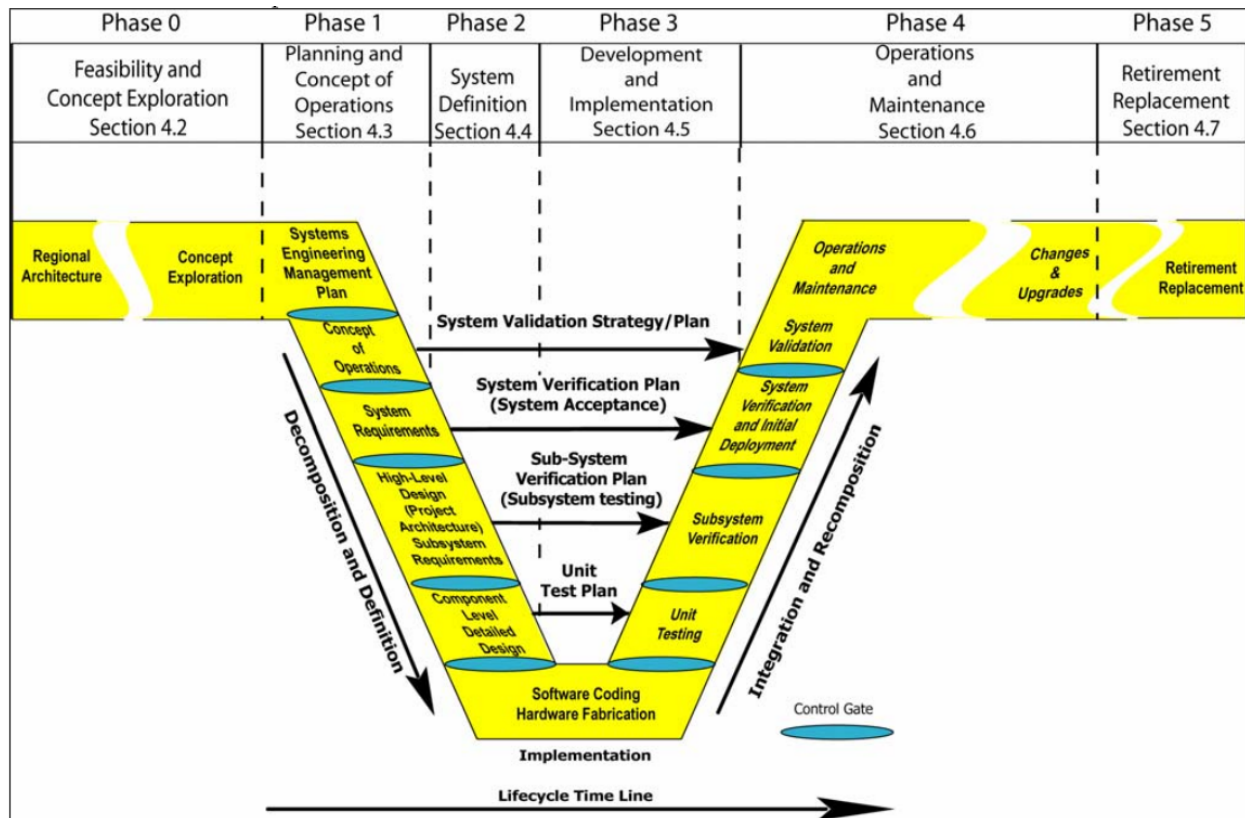 Phase 0
Phase 1
Phase 2
Phase 3
Phase 4
Phase 5
Feasibility and
Concept Exploration
Section 4.2
Planning and
Concept of
Operations
Section 4.3
System
Definition
Section 4.4
Development
and
Implementation
Section 4.5
Operations
and
Maintenance
Section 4.6
Retirement
Replacement
Section 4.7
Regional
Architecture
Concept
Exploration
Systems
Engineering
Management
Plan
Operations
and
Maintenance
Changes
&
Upgrades
Retirement
Replacement
Concept
of
Operations
System Validation Strategy/Plan
System
Validation
System
Requirements
System Verification Plan
(System Acceptance)
System
Verification
and Initial
Deployment
High-Level
Design
(Project
Architecture)
Subsystem
Requirements
Sub-System
Verification Plan
(Subsystem testing)
Subsystem
Verification
Component
Level
Detailed
Design
Unit
Test Plan
Unit
Testing
Decomposition and Definition
Integration and Recomposition
Software Coding
Hardware Fabrication
Control Gate
Implementation
Lifecycle Time Line